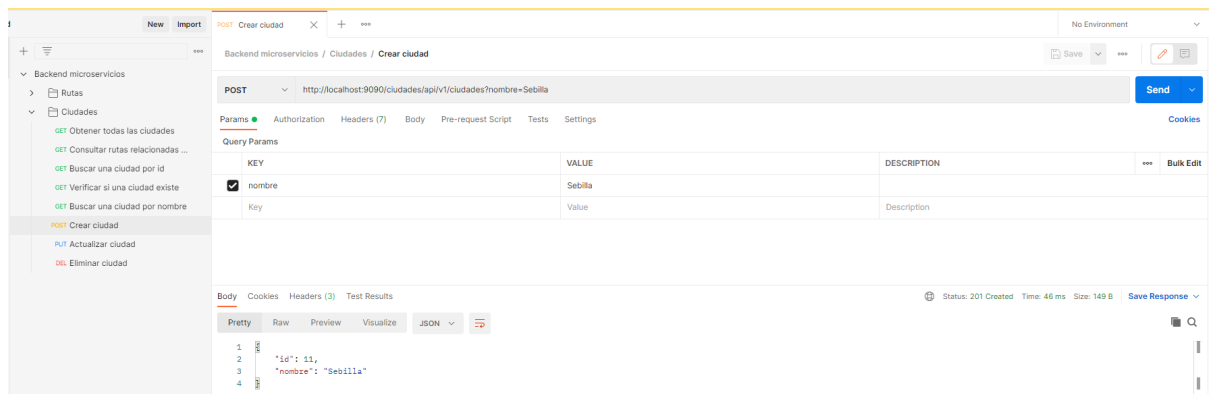 New Import POST Crear ciudad No Environment
Backend microservicios / Ciudades / Crear ciudad Save
Backend microservicios
Rutas
Ciudades
GET Obtener todas las ciudades
GET Consultar rutas relacionadas ...
GET Buscar una ciudad por id
GET Verificar si una ciudad existe
GET Buscar una ciudad por nombre
POST Crear ciudad
PUT Actualizar ciudad
DEL Eliminar ciudad
POST http://localhost:9090/ciudades/api/v1/ciudades?nombre=Sebilla Send
Params Authorization Headers (7) Body Pre-request Script Tests Settings Cookies
Query Params
KEY VALUE DESCRIPTION Bulk Edit
nombre Sebilla
Key Value Description
Body Cookies Headers (3) Test Results Status: 201 Created Time: 46 ms Size: 149 B Save Response
Pretty Raw Preview Visualize JSON
1 {
2 "id": 11,
3 "nombre": "Sebilla"
4 }